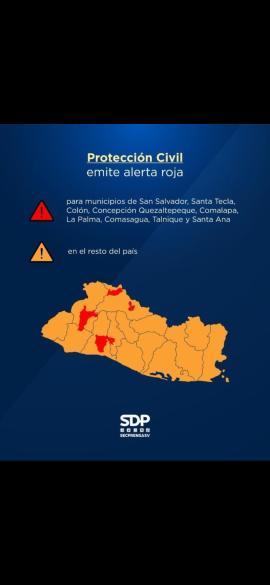 Protección Civil
emite alerta roja
para municipios de San Salvador, Santa Tecla,
Colón, Concepción Quezaltepeque, Comalapa,
La Palma, Comasagua, Talnique y Santa Ana
en el resto del país
SDP
SECPRENSASV